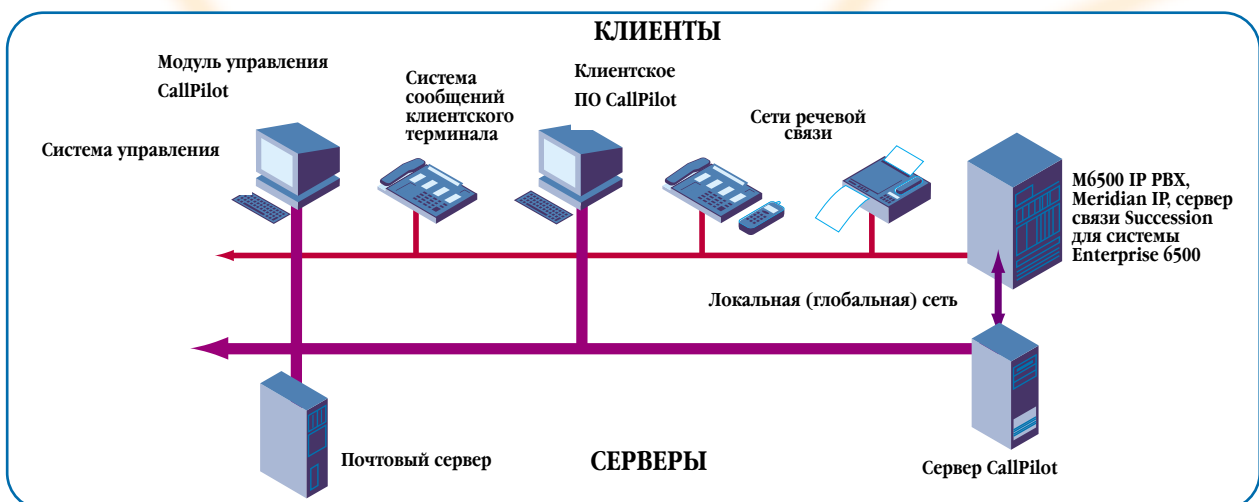 КЛИЕНТЫ
Модуль управления
CallPilot
Система
сообщений
клиентского
терминала
Клиентское
ПО CallPilot
Сети речевой
связи
Система управления
М6500 IP PBX,
Meridian IP, сервер
связи Succession
для системы
Enterprise 6500
Локальная (глобальная) сеть
Почтовый сервер
СЕРВЕРЫ
Сервер CallPilot